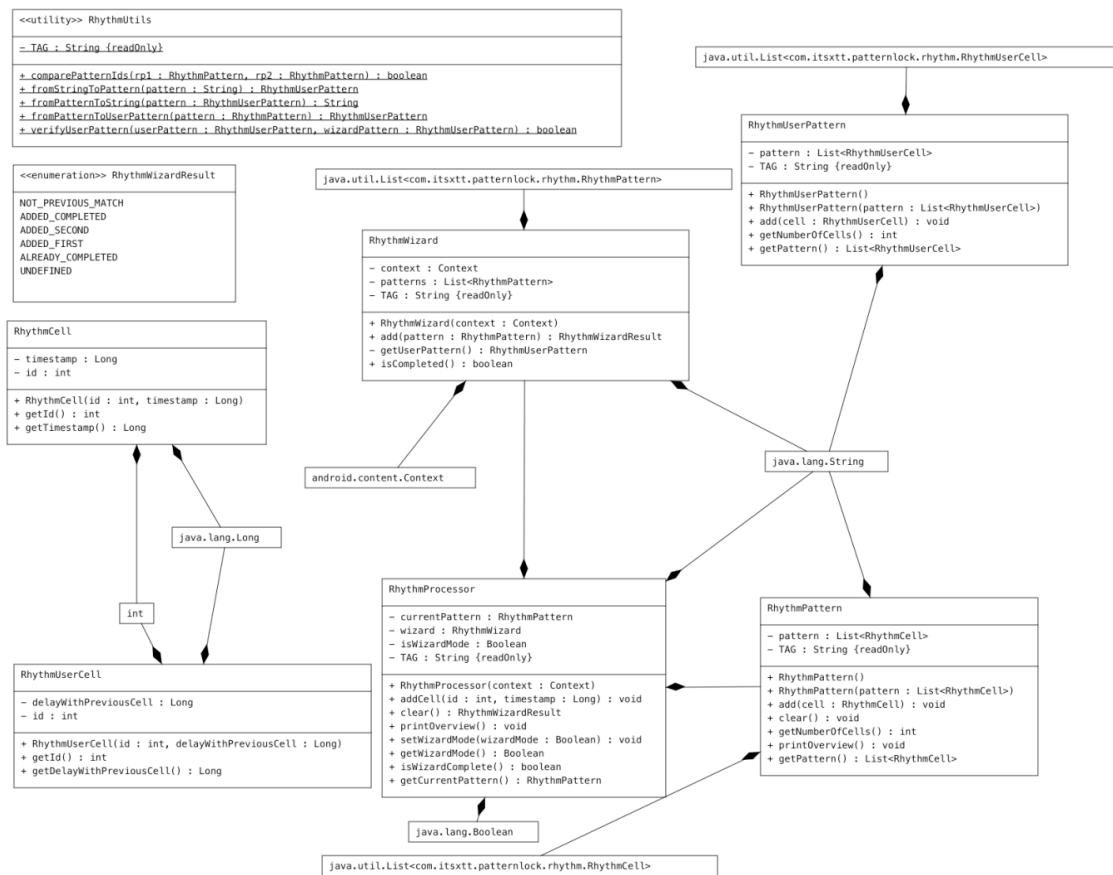 <<utility>> RhythmUtils
− TAG : String {readOnly}
+ comparePatternIds(rp1 : RhythmPattern, rp2 : RhythmPattern) : boolean
+ fromStringToPattern(pattern : String) : RhythmUserPattern
+ fromPatternToString(pattern : RhythmUserPattern) : String
+ fromPatternToUserPattern(pattern : RhythmPattern) : RhythmUserPattern
+ verifyUserPattern(userPattern : RhythmUserPattern, wizardPattern : RhythmUserPattern) : boolean
java.util.List<com.itsxtt.patternlock.rhythm.RhythmUserCell>
RhythmUserPattern
− pattern : List<RhythmUserCell>
− TAG : String {readOnly}
+ RhythmUserPattern()
+ RhythmUserPattern(pattern : List<RhythmUserCell>)
+ add(cell : RhythmUserCell) : void
+ getNumberOfCells() : int
+ getPattern() : List<RhythmUserCell>
<<enumeration>> RhythmWizardResult
NOT_PREVIOUS_MATCH
ADDED_COMPLETED
ADDED_SECOND
ADDED_FIRST
ALREADY_COMPLETED
UNDEFINED
java.util.List<com.itsxtt.patternlock.rhythm.RhythmPattern>
RhythmWizard
− context : Context
− patterns : List<RhythmPattern>
− TAG : String {readOnly}
+ RhythmWizard(context : Context)
+ add(pattern : RhythmPattern) : RhythmWizardResult
− getUserPattern() : RhythmUserPattern
+ isCompleted() : boolean
RhythmCell
− timestamp : Long
− id : int
+ RhythmCell(id : int, timestamp : Long)
+ getId() : int
+ getTimestamp() : Long
android.content.Context
java.lang.String
java.lang.Long
int
RhythmUserCell
− delayWithPreviousCell : Long
− id : int
+ RhythmUserCell(id : int, delayWithPreviousCell : Long)
+ getId() : int
+ getDelayWithPreviousCell() : Long
RhythmProcessor
− currentPattern : RhythmPattern
− wizard : RhythmWizard
− isWizardMode : Boolean
− TAG : String {readOnly}
+ RhythmProcessor(context : Context)
+ addCell(id : int, timestamp : Long) : void
+ clear() : RhythmWizardResult
+ printOverview() : void
+ setWizardMode(wizardMode : Boolean) : void
+ getWizardMode() : Boolean
+ isWizardComplete() : boolean
+ getCurrentPattern() : RhythmPattern
RhythmPattern
− pattern : List<RhythmCell>
− TAG : String {readOnly}
+ RhythmPattern()
+ RhythmPattern(pattern : List<RhythmCell>)
+ add(cell : RhythmCell) : void
+ clear() : void
+ getNumberOfCells() : int
+ printOverview() : void
+ getPattern() : List<RhythmCell>
java.lang.Boolean
java.util.List<com.itsxtt.patternlock.rhythm.RhythmCell>